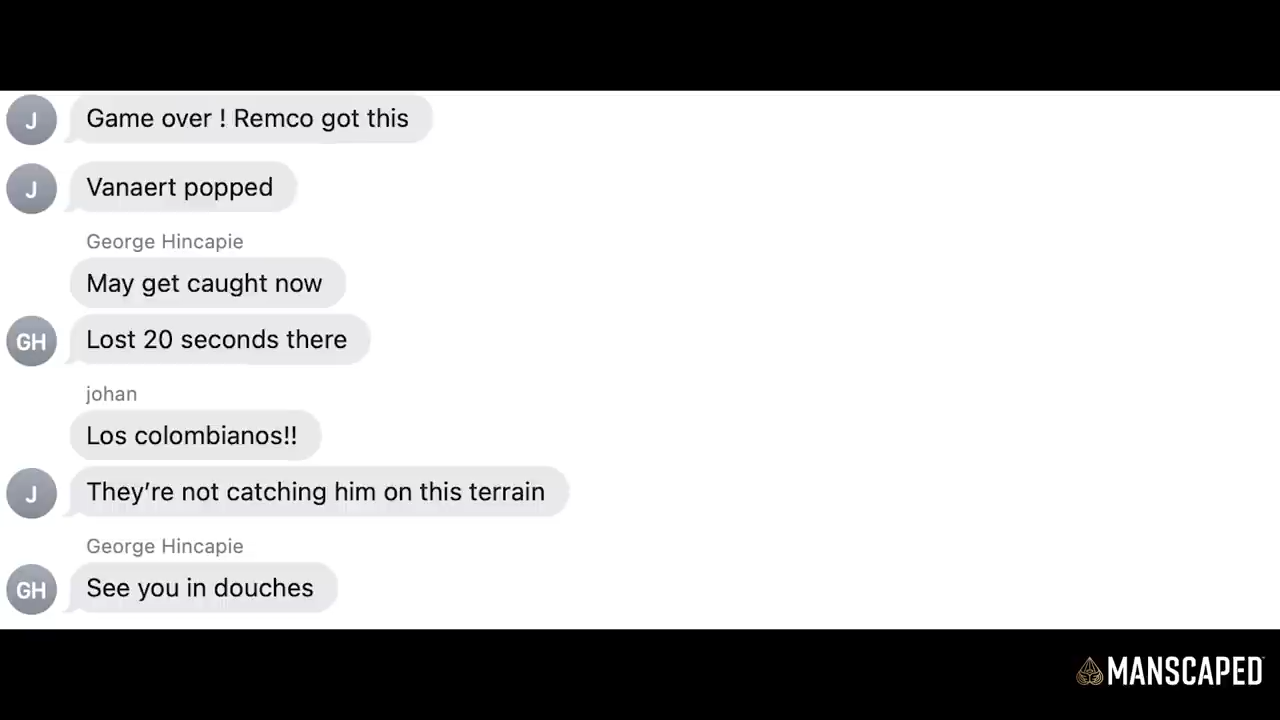 J
Game over ! Remco got this
J
Vanaert popped
George Hincapie
May get caught now
GH
Lost 20 seconds there
johan
Los colombianos!!
J
They’re not catching him on this terrain
George Hincapie
GH
See you in douches
MANSCAPED